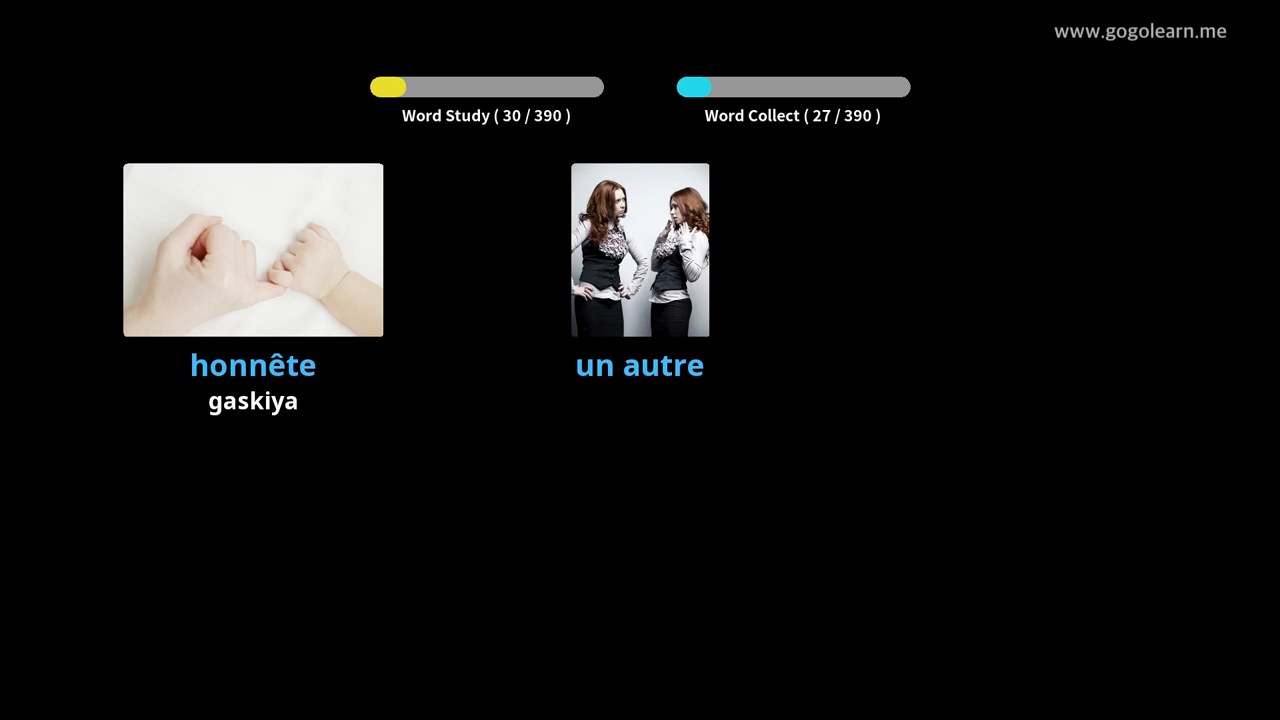 www.gogolearn.me
Word Study ( 30 / 390 )
Word Collect ( 27 / 390 )
honnête
gaskiya
un autre